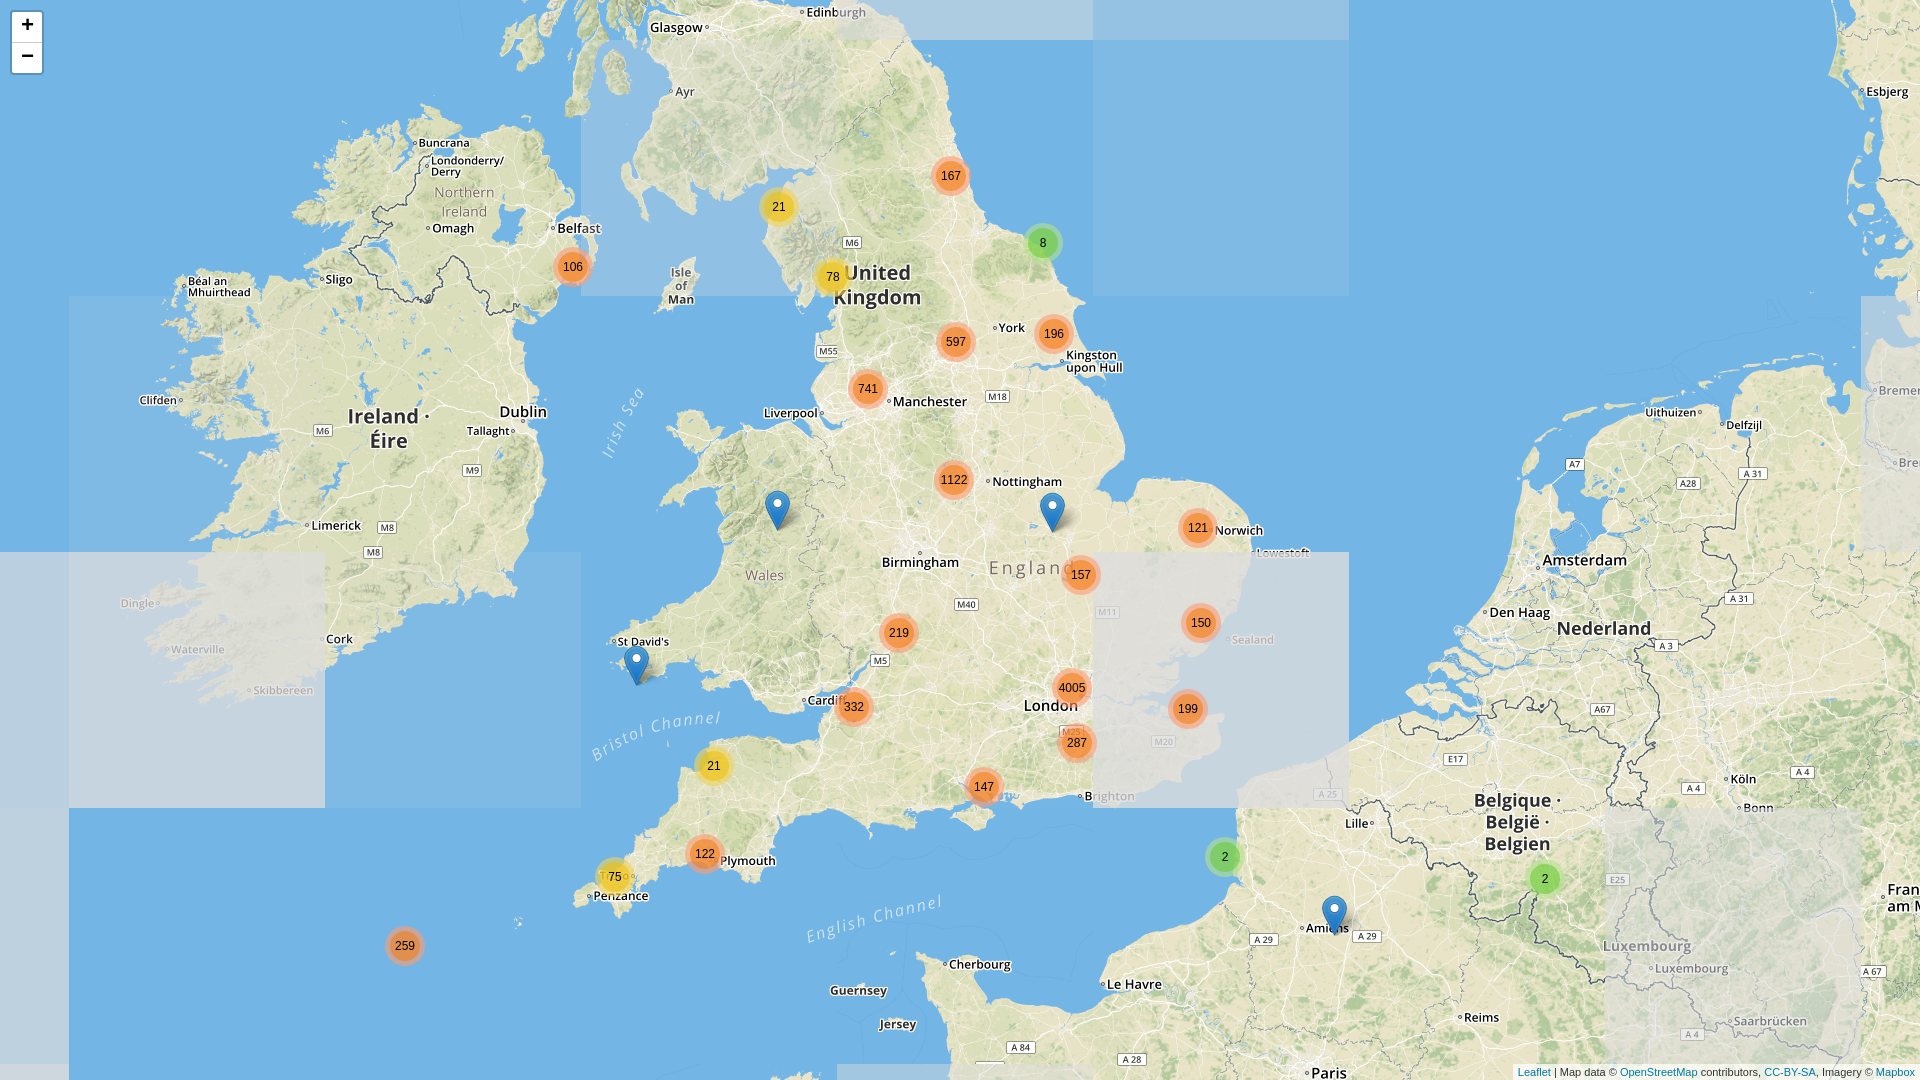 +
−
Edinburgh
Glasgow
Ayr
Esbjerg
Buncrana
Londonderry/
Derry
Northern
Ireland
Omagh
Belfast
167
21
8
M6
106
78
United
Kingdom
Isle
of
Man
Sligo
Béal an
Mhuirthead
York
196
597
Kingston
upon Hull
M55
741
Manchester
M18
Liverpool
Clifden
Ireland ·
Éire
Dublin
Tallaght
M6
M9
Irish Sea
Uithuizen
Delfzijl
A7
A 31
A28
1122
Nottingham
Limerick
M8
M8
121
Norwich
Lowestoft
Birmingham
England
157
Wales
Amsterdam
A 31
Den Haag
Nederland
A 3
Dingle
Waterville
Cork
Skibbereen
M40
M11
150
Sealand
219
St David's
M5
Cardiff
332
4005
London
199
M25
287
M20
Bristol Channel
A67
E17
21
147
Brighton
A 25
Köln
A 4
A 4
Bonn
Belgique ·
België ·
Belgien
Lille
122
Plymouth
75
Penzance
2
2
E25
English Channel
259
Amiens
A 29
A 29
Luxembourg
Luxembourg
A 67
Cherbourg
Guernsey
Le Havre
Jersey
Reims
Saarbrücken
A 4
A 84
A 28
Paris
Leaflet | Map data © OpenStreetMap contributors, CC-BY-SA, Imagery © Mapbox